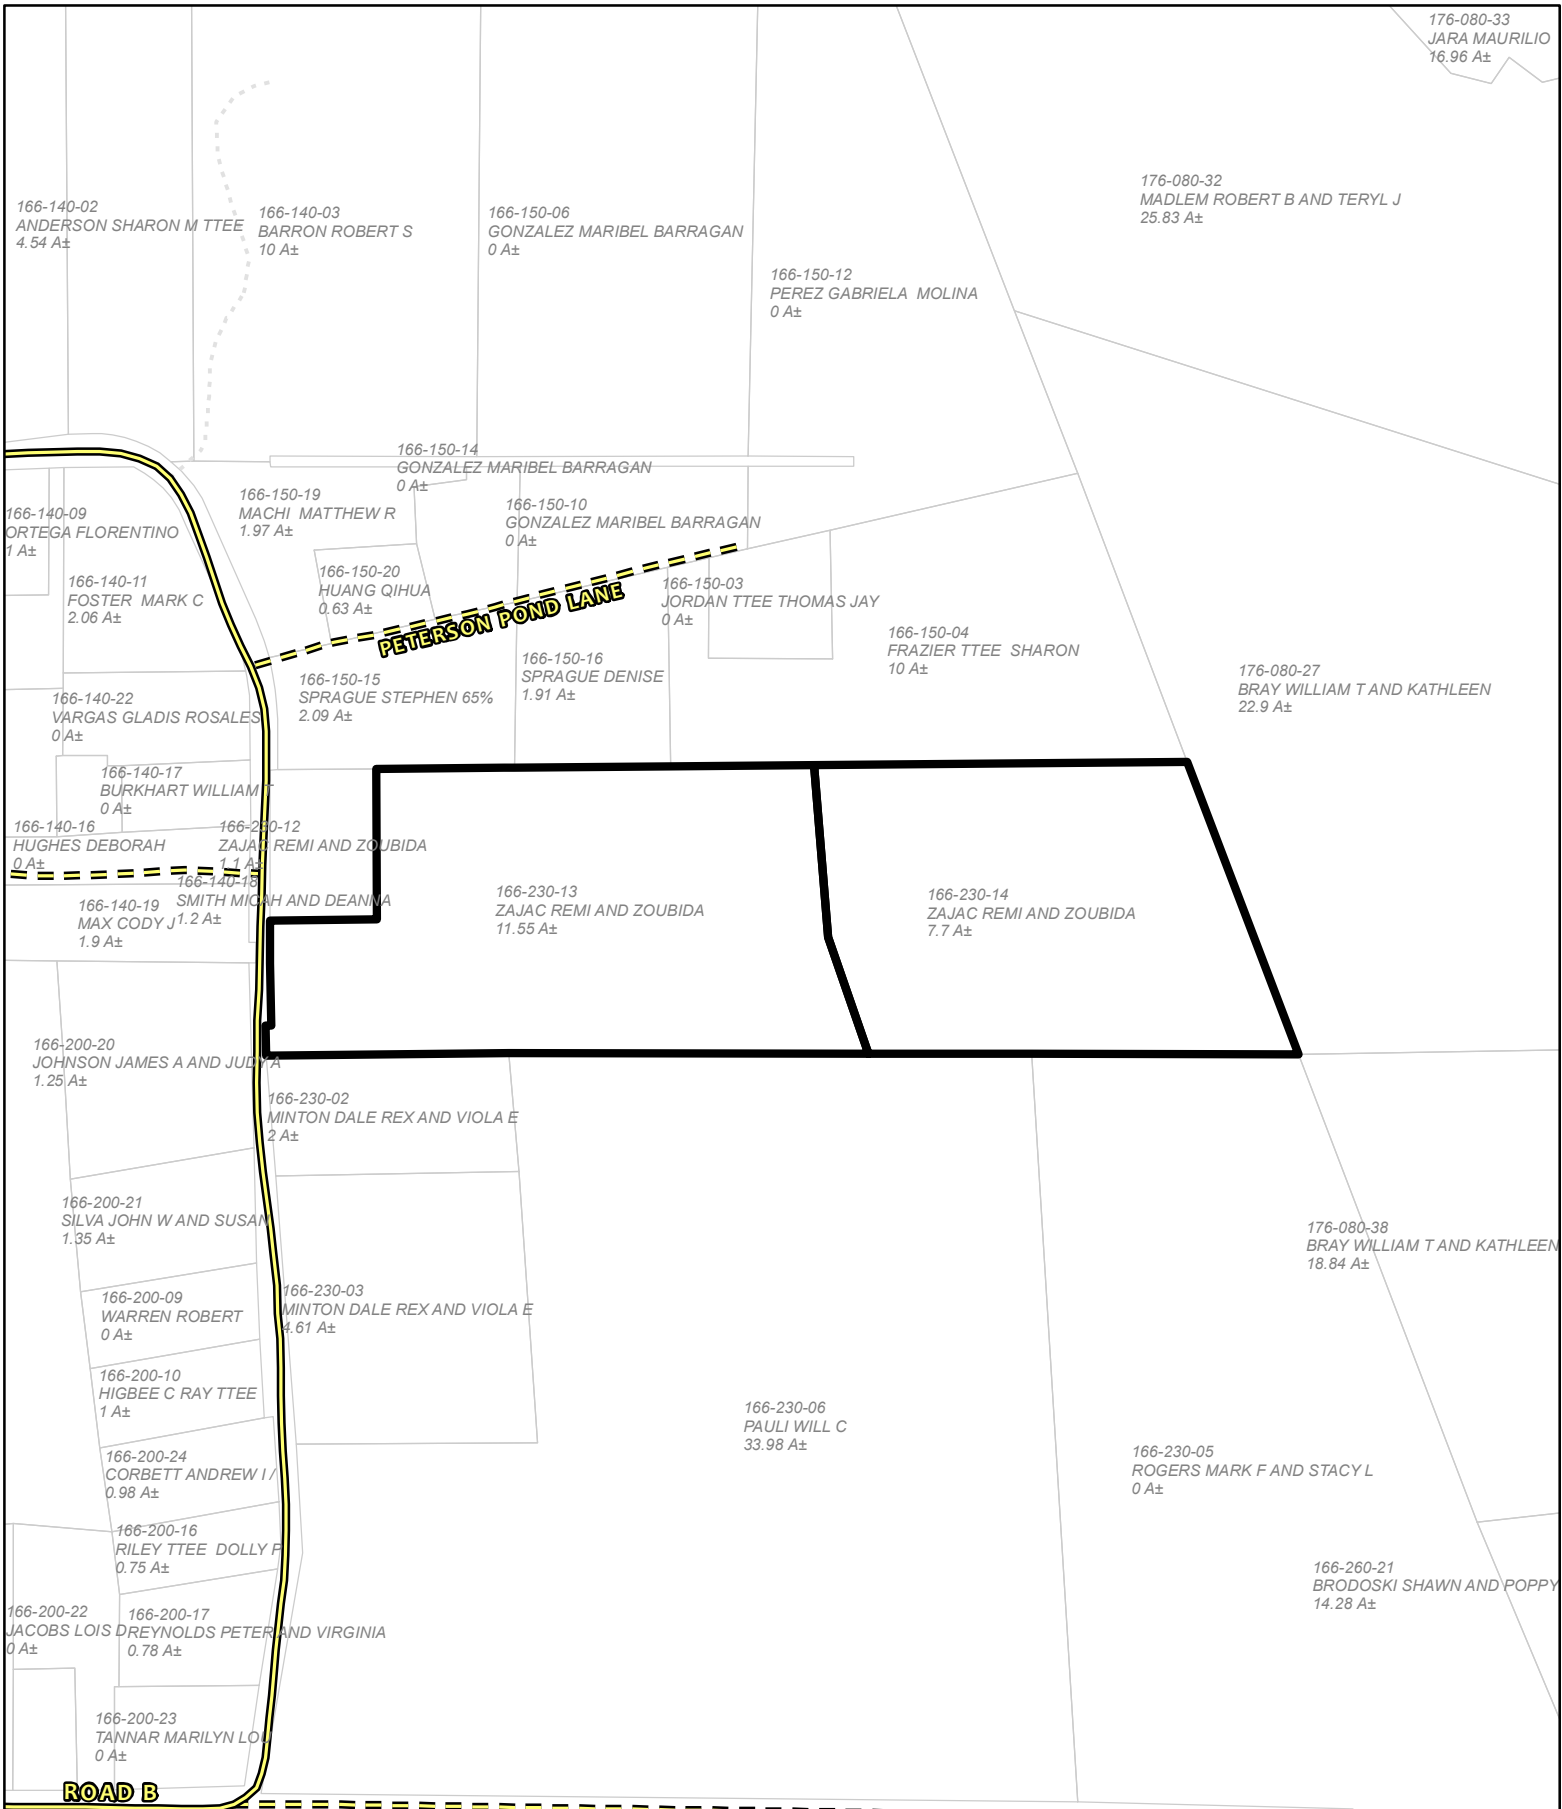 176-080-33
JARA MAURILIO
16.96 A±
176-080-32
MADLEM ROBERT B AND TERYL J
25.83 A±
166-140-02
ANDERSON SHARON M TTEE
4.54 A±
166-140-03
BARRON ROBERT S
10 A±
166-150-06
GONZALEZ MARIBEL BARRAGAN
0 A±
166-150-12
PEREZ GABRIELA  MOLINA
0 A±
166-150-14
GONZALEZ MARIBEL BARRAGAN
0 A±
166-150-19
MACHI  MATTHEW R
1.97 A±
166-150-10
GONZALEZ MARIBEL BARRAGAN
0 A±
166-140-09
ORTEGA FLORENTINO
1 A±
166-140-11
FOSTER  MARK C
2.06 A±
166-150-20
HUANG QIHUA
0.63 A±
PETERSON POND LANE
166-150-03
JORDAN TTEE THOMAS JAY
0 A±
166-150-04
FRAZIER TTEE  SHARON
10 A±
166-150-16
SPRAGUE DENISE
1.91 A±
166-150-15
SPRAGUE STEPHEN 65%
2.09 A±
176-080-27
BRAY WILLIAM T AND KATHLEEN
22.9 A±
166-140-22
VARGAS GLADIS ROSALES
0 A±
166-140-17
BURKHART WILLIAM T
0 A±
166-140-16
HUGHES DEBORAH
0 A±
166-230-12
ZAJAC REMI AND ZOUBIDA
1.1 A±
166-140-18
SMITH MICAH AND DEANNA
1.2 A±
166-140-19
MAX CODY J
1.9 A±
166-230-13
ZAJAC REMI AND ZOUBIDA
11.55 A±
166-230-14
ZAJAC REMI AND ZOUBIDA
7.7 A±
166-200-20
JOHNSON JAMES A AND JUDY A
1.25 A±
166-230-02
MINTON DALE REX AND VIOLA E
2 A±
166-200-21
SILVA JOHN W AND SUSAN
1.35 A±
176-080-38
BRAY WILLIAM T AND KATHLEEN
18.84 A±
166-200-09
WARREN ROBERT
0 A±
166-230-03
MINTON DALE REX AND VIOLA E
4.61 A±
166-200-10
HIGBEE C RAY TTEE
1 A±
166-230-06
PAULI WILL C
33.98 A±
166-230-05
ROGERS MARK F AND STACY L
0 A±
166-200-24
CORBETT ANDREW I /
0.98 A±
166-200-16
RILEY TTEE  DOLLY P
0.75 A±
166-260-21
BRODOSKI SHAWN AND POPPY
14.28 A±
166-200-22
JACOBS LOIS D
0 A±
166-200-17
REYNOLDS PETER AND VIRGINIA
0.78 A±
166-200-23
TANNAR MARILYN LOU
0 A±
ROAD B